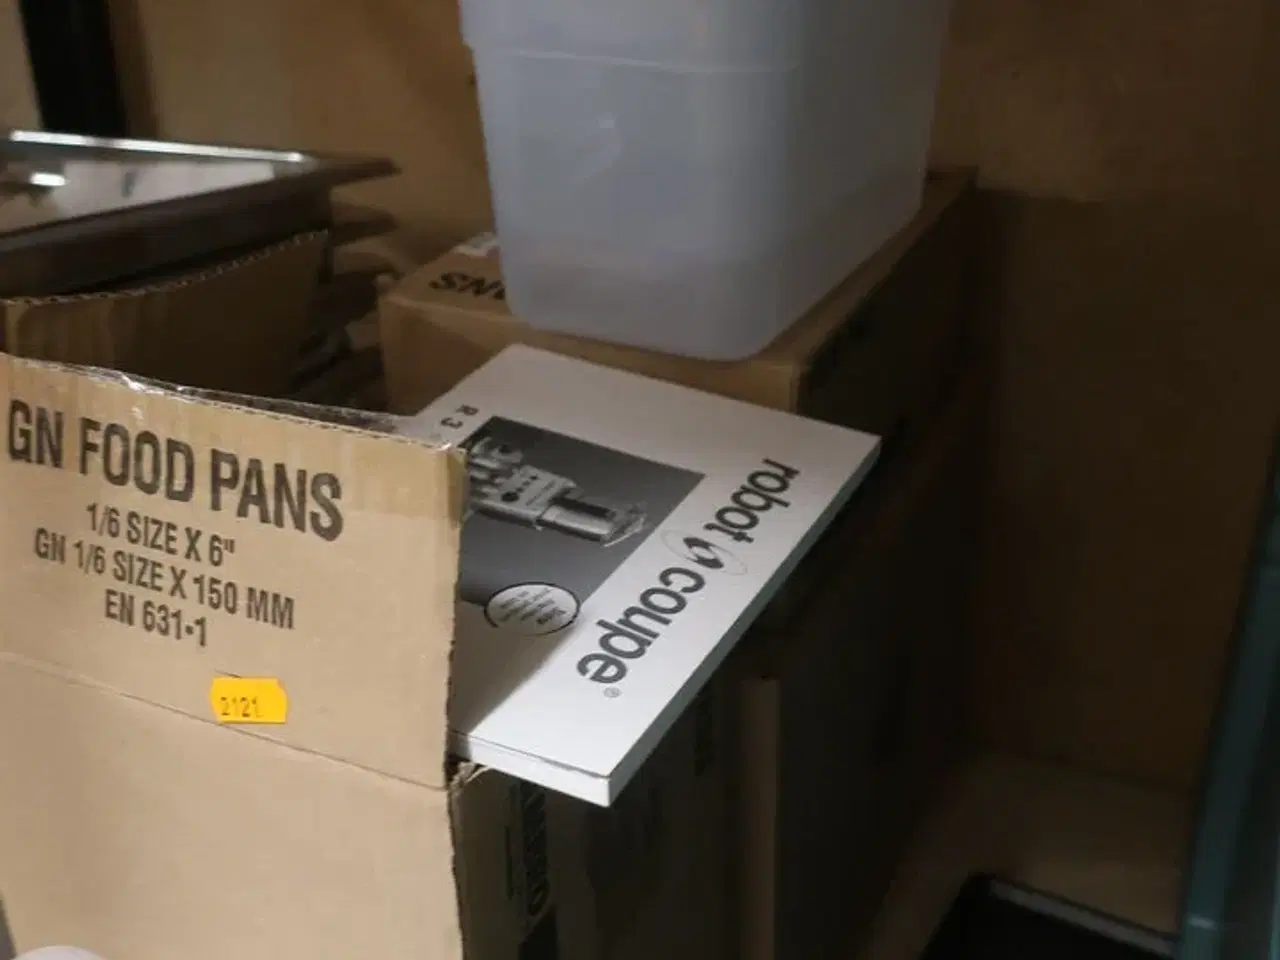 GN FOOD PANS
1/6 SIZE X 6"
GN 1/6 SIZE X 150 MM
EN 631-1
2121
robot coupe®
R 3